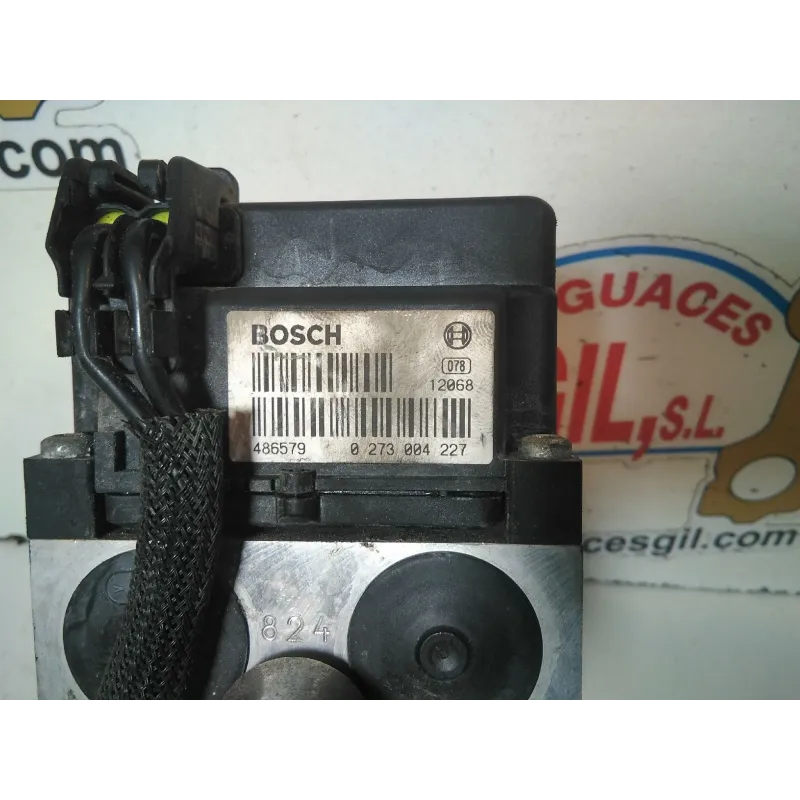 .com
BOSCH
078
12068
486579 0 273 004 227
GUACES
GIL, S.L.
cesgil.com
824